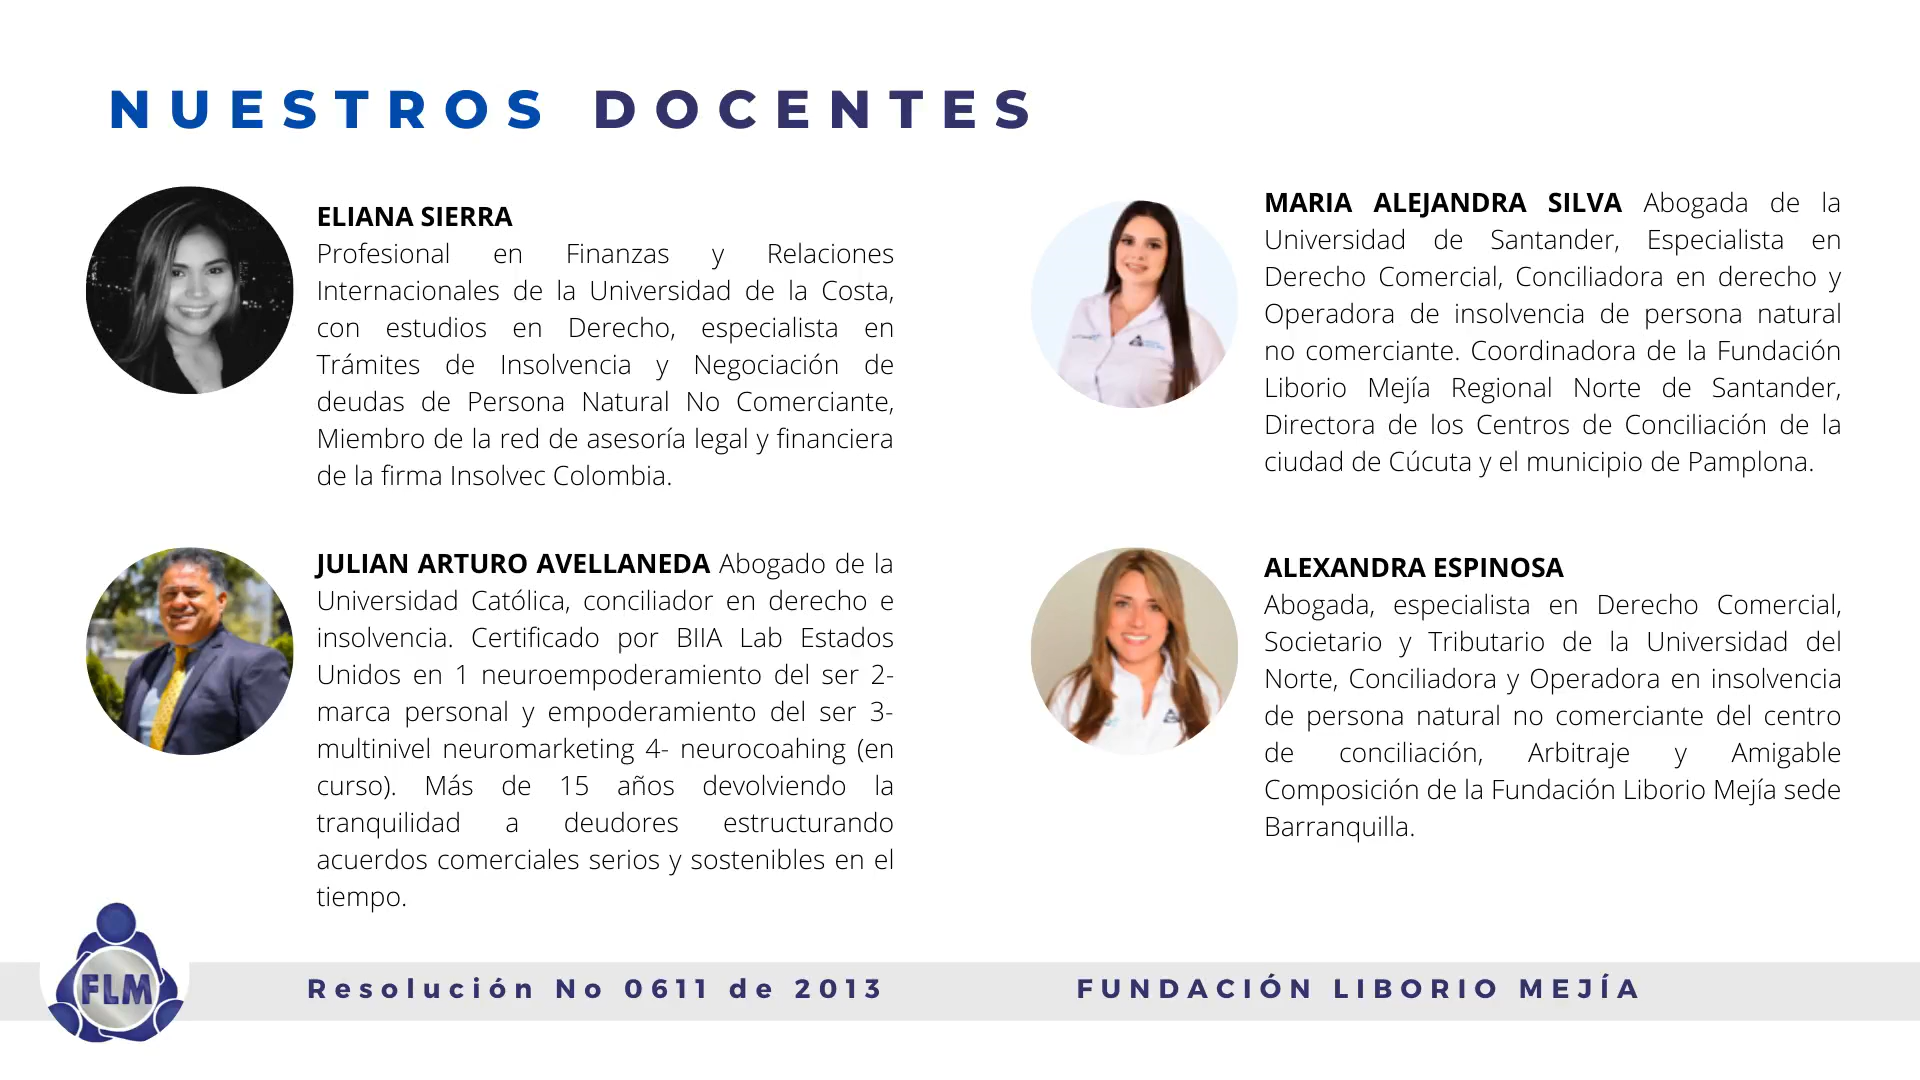 NUESTROS DOCENTES
ELIANA SIERRA
Profesional en Finanzas y Relaciones
Internacionales de la Universidad de la Costa,
con estudios en Derecho, especialista en
Trámites de Insolvencia y Negociación de
deudas de Persona Natural No Comerciante,
Miembro de la red de asesoría legal y financiera
de la firma Insolvec Colombia.
MARIA ALEJANDRA SILVA Abogada de la
Universidad de Santander, Especialista en
Derecho Comercial, Conciliadora en derecho y
Operadora de insolvencia de persona natural
no comerciante. Coordinadora de la Fundación
Liborio Mejía Regional Norte de Santander,
Directora de los Centros de Conciliación de la
ciudad de Cúcuta y el municipio de Pamplona.
JULIAN ARTURO AVELLANEDA Abogado de la
Universidad Católica, conciliador en derecho e
insolvencia. Certificado por BIIA Lab Estados
Unidos en 1 neuroempoderamiento del ser 2-
marca personal y empoderamiento del ser 3-
multinivel neuromarketing 4- neurocoahing (en
curso). Más de 15 años devolviendo la
tranquilidad a deudores estructurando
acuerdos comerciales serios y sostenibles en el
tiempo.
ALEXANDRA ESPINOSA
Abogada, especialista en Derecho Comercial,
Societario y Tributario de la Universidad del
Norte, Conciliadora y Operadora en insolvencia
de persona natural no comerciante del centro
de conciliación, Arbitraje y Amigable
Composición de la Fundación Liborio Mejía sede
Barranquilla.
FLM
Resolución No 0611 de 2013
FUNDACIÓN LIBORIO MEJÍA